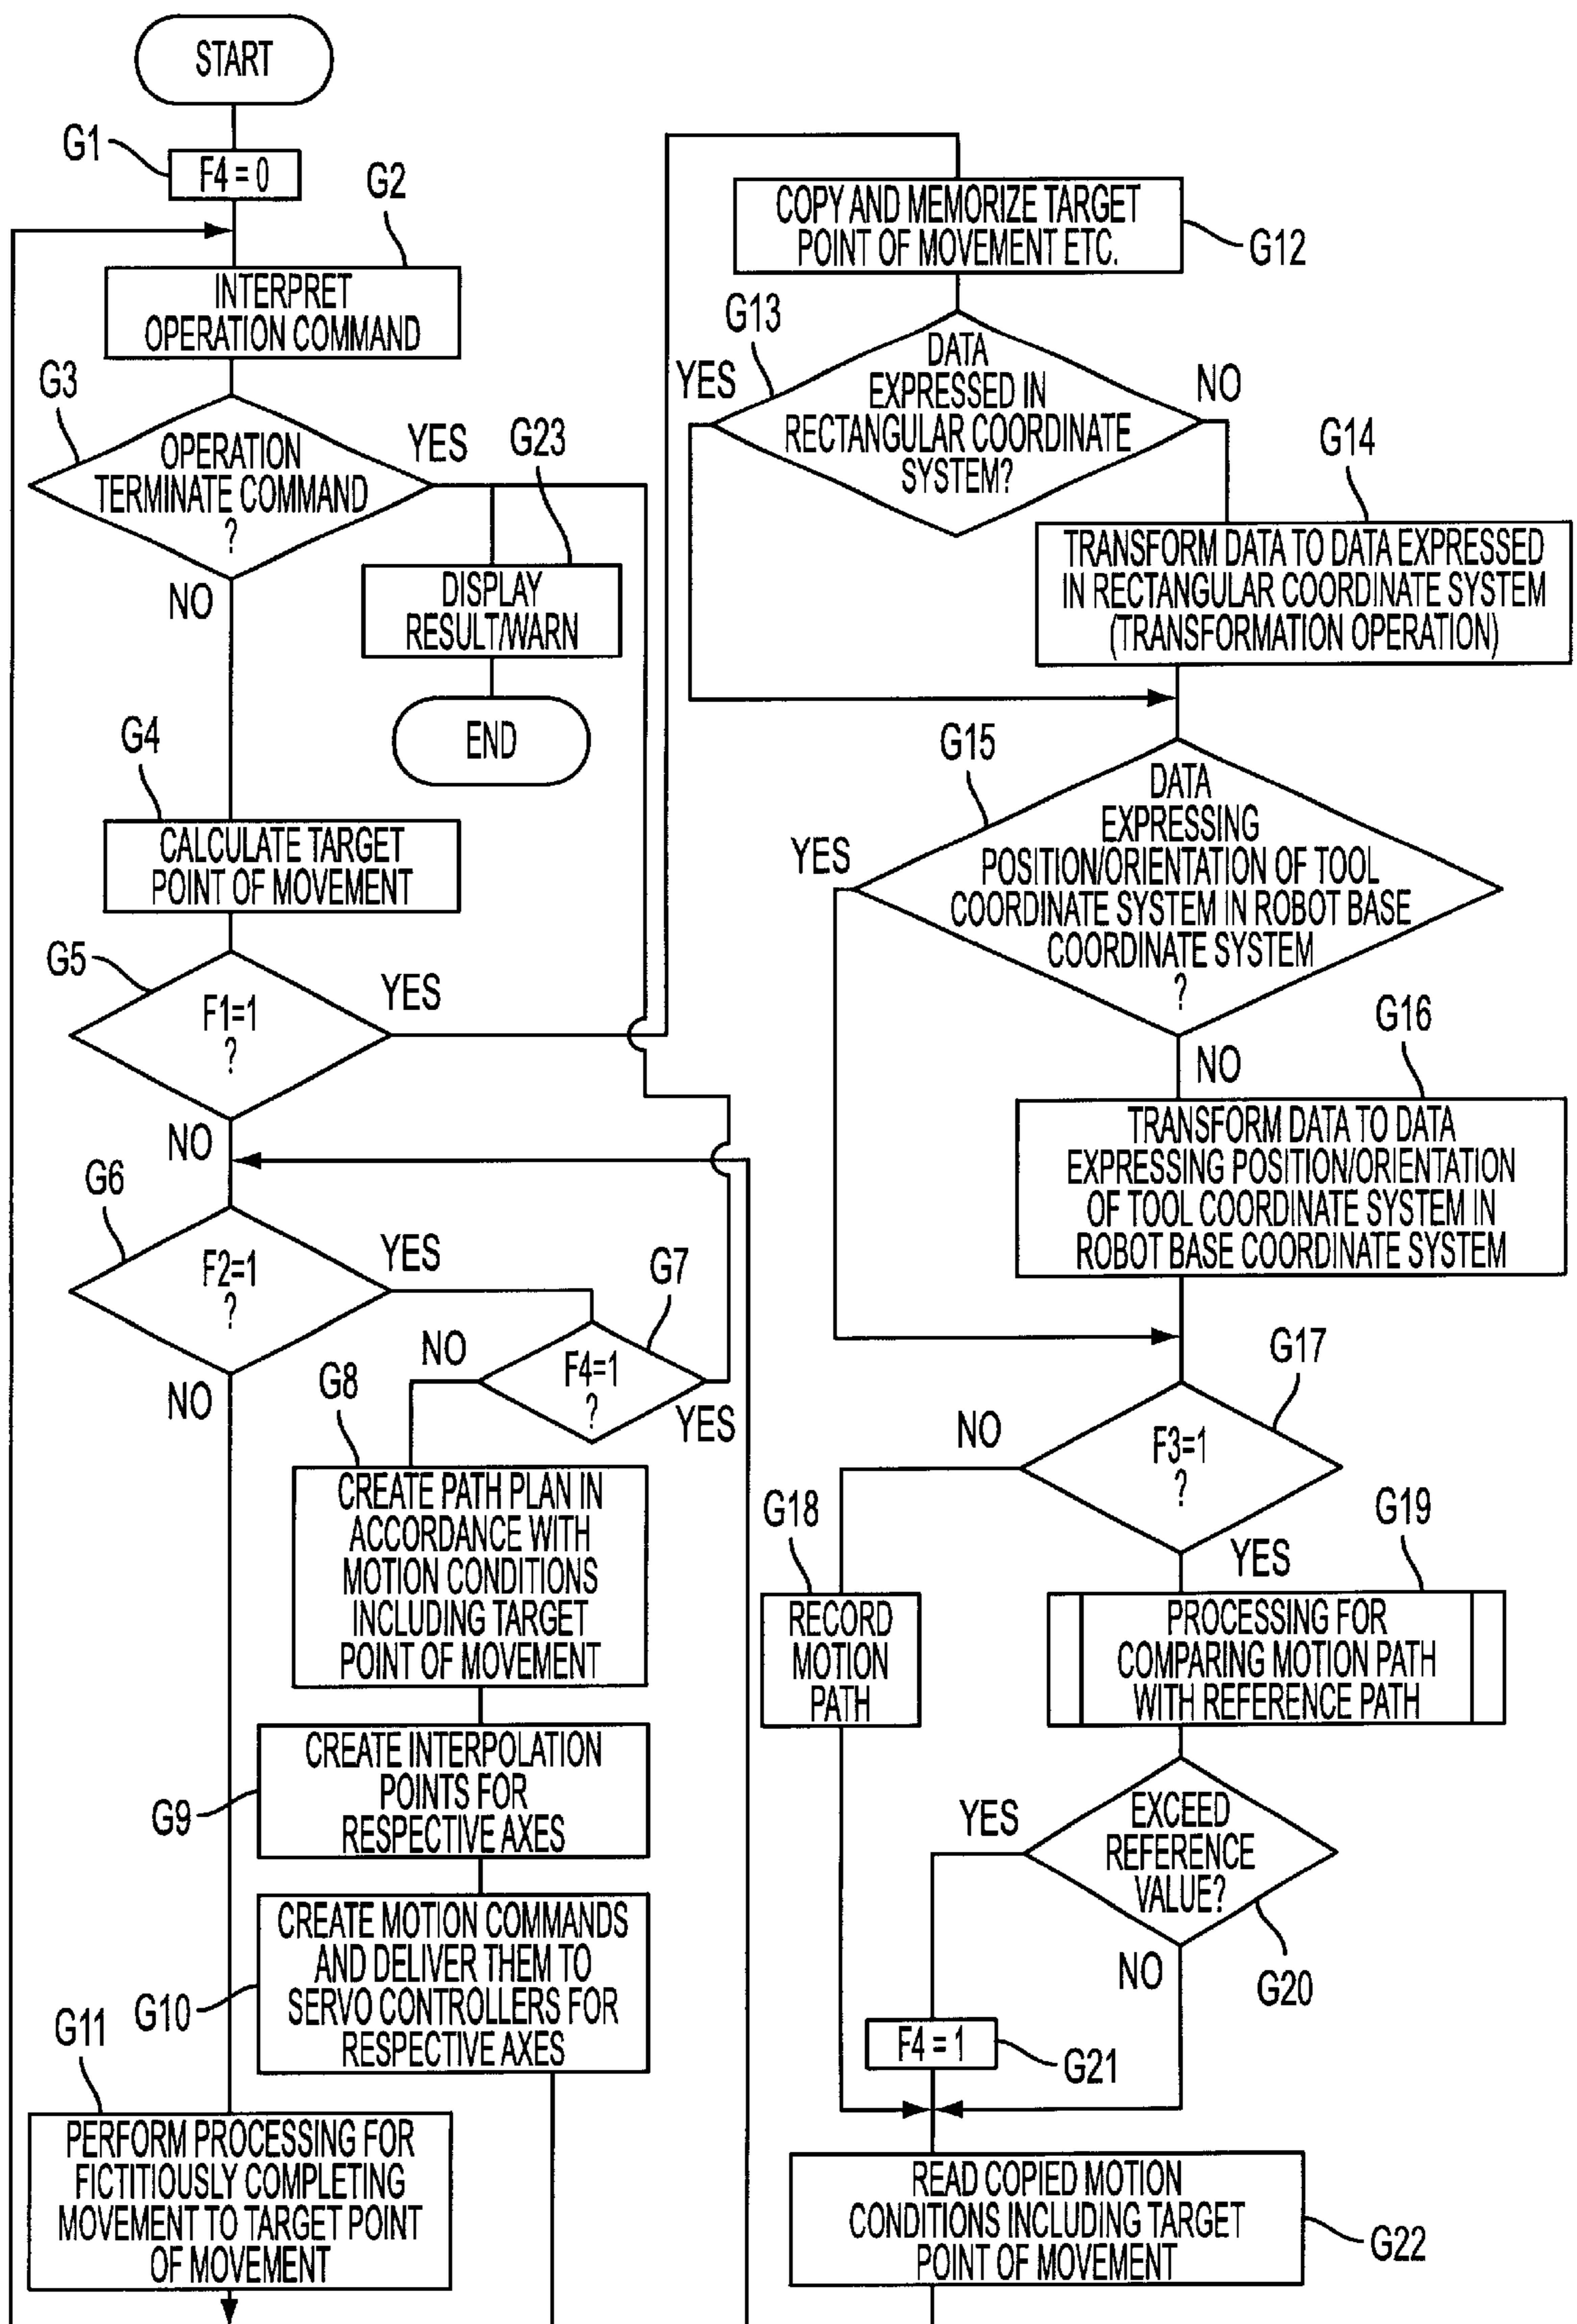 START
G1
F4 = 0
G2
INTERPRET
OPERATION COMMAND
G3
OPERATION
TERMINATE COMMAND
?
YES
NO
G23
DISPLAY
RESULT/WARN
END
G4
CALCULATE TARGET
POINT OF MOVEMENT
G5
F1=1
?
YES
NO
G6
F2=1
?
YES
NO
G7
F4=1
?
NO
YES
G8
CREATE PATH PLAN IN
ACCORDANCE WITH
MOTION CONDITIONS
INCLUDING TARGET
POINT OF MOVEMENT
G9
CREATE INTERPOLATION
POINTS FOR
RESPECTIVE AXES
G10
CREATE MOTION COMMANDS
AND DELIVER THEM TO
SERVO CONTROLLERS FOR
RESPECTIVE AXES
G11
PERFORM PROCESSING FOR
FICTITIOUSLY COMPLETING
MOVEMENT TO TARGET POINT
OF MOVEMENT
COPY AND MEMORIZE TARGET
POINT OF MOVEMENT ETC.
G12
G13
DATA
EXPRESSED IN
RECTANGULAR COORDINATE
SYSTEM?
YES
NO
G14
TRANSFORM DATA TO DATA EXPRESSED
IN RECTANGULAR COORDINATE SYSTEM
(TRANSFORMATION OPERATION)
G15
DATA
EXPRESSING
POSITION/ORIENTATION OF TOOL
COORDINATE SYSTEM IN ROBOT BASE
COORDINATE SYSTEM
?
YES
NO
G16
TRANSFORM DATA TO DATA
EXPRESSING POSITION/ORIENTATION
OF TOOL COORDINATE SYSTEM IN
ROBOT BASE COORDINATE SYSTEM
G17
F3=1
?
NO
YES
G18
RECORD
MOTION
PATH
G19
PROCESSING FOR
COMPARING MOTION PATH
WITH REFERENCE PATH
EXCEED
REFERENCE
VALUE?
YES
NO
G20
F4 = 1
G21
READ COPIED MOTION
CONDITIONS INCLUDING TARGET
POINT OF MOVEMENT
G22